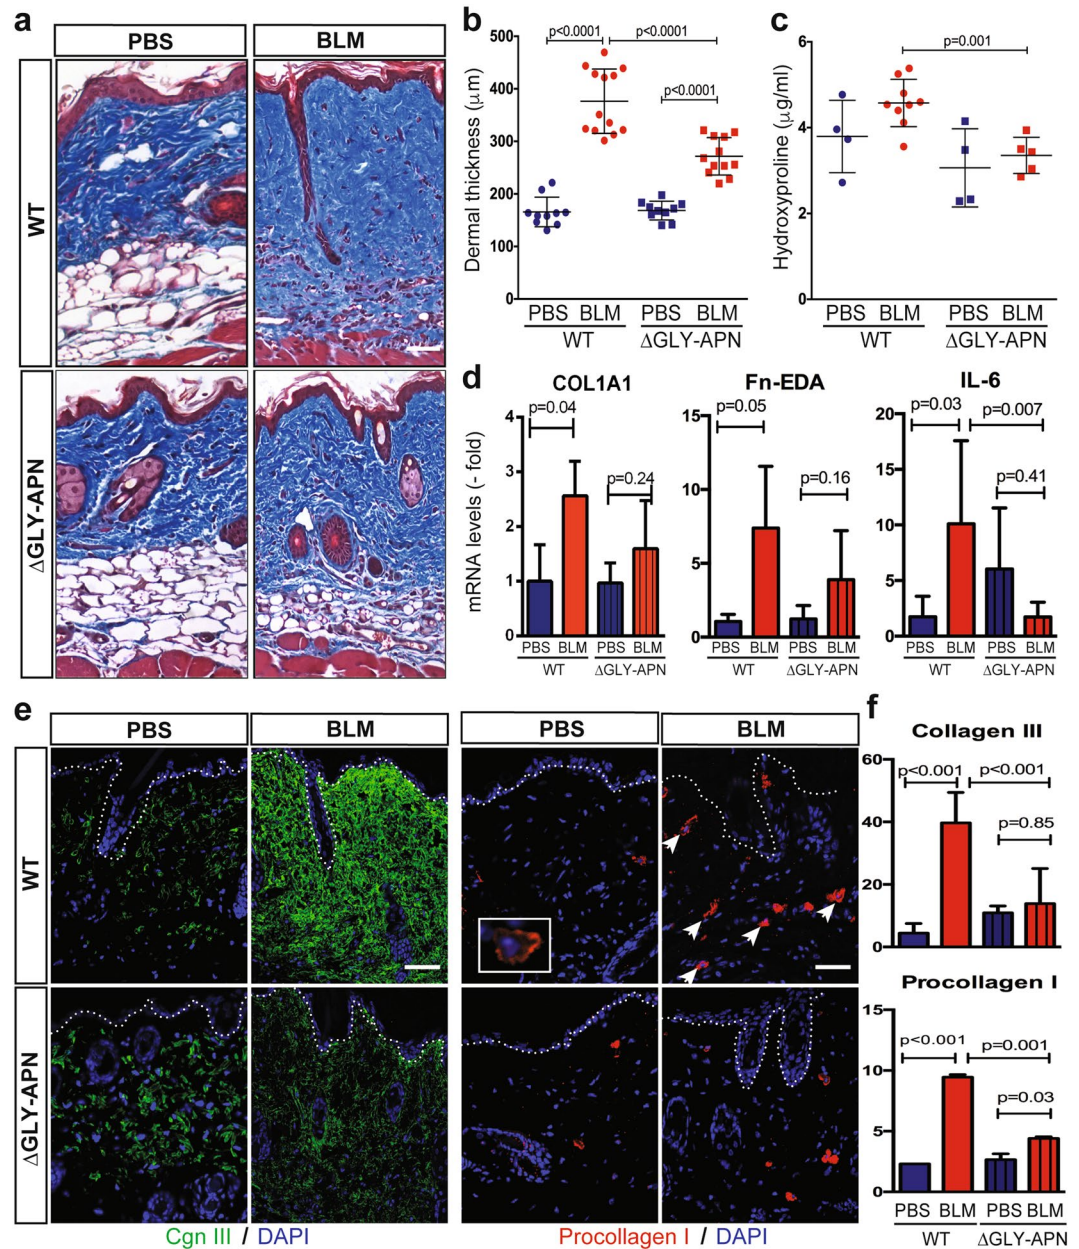 a
PBS
BLM
WT
ΔGLY-APN
b
Dermal thickness (μm)
500
400
300
200
100
0
p<0.0001
p<0.0001
p<0.0001
PBS BLM PBS BLM
WT ΔGLY-APN
c
Hydroxyproline (μg/ml)
6
4
2
0
p=0.001
PBS BLM PBS BLM
WT ΔGLY-APN
d
mRNA levels (- fold)
COL1A1
4
3
2
1
0
p=0.04
p=0.24
PBS BLM PBS BLM
WT ΔGLY-APN
Fn-EDA
15
10
5
0
p=0.05
p=0.16
PBS BLM PBS BLM
WT ΔGLY-APN
IL-6
20
15
10
5
0
p=0.03
p=0.007
p=0.41
PBS BLM PBS BLM
WT ΔGLY-APN
e
PBS BLM PBS BLM
WT
ΔGLY-APN
Cgn III / DAPI
Procollagen I / DAPI
f
Collagen III
60
40
20
0
p<0.001
p<0.001
p=0.85
Procollagen I
15
10
5
0
p<0.001
p=0.001
p=0.03
PBS BLM PBS BLM
WT ΔGLY-APN